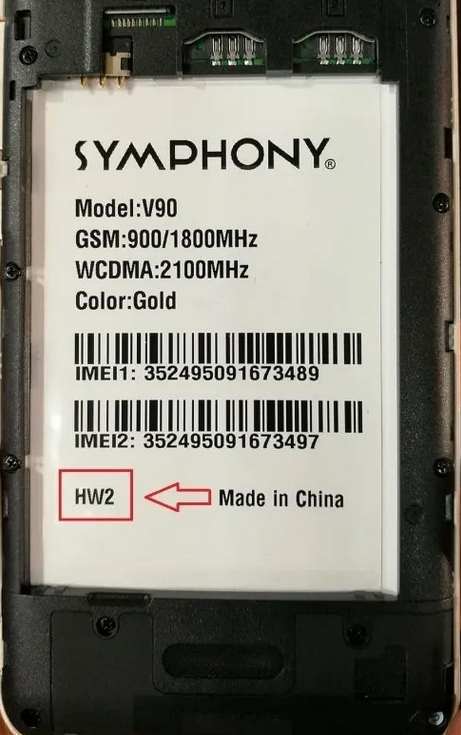 SYMPHONY®
Model:V90
GSM:900/1800MHz
WCDMA:2100MHz
Color:Gold
IMEI1: 352495091673489
IMEI2: 352495091673497
HW2 Made in China